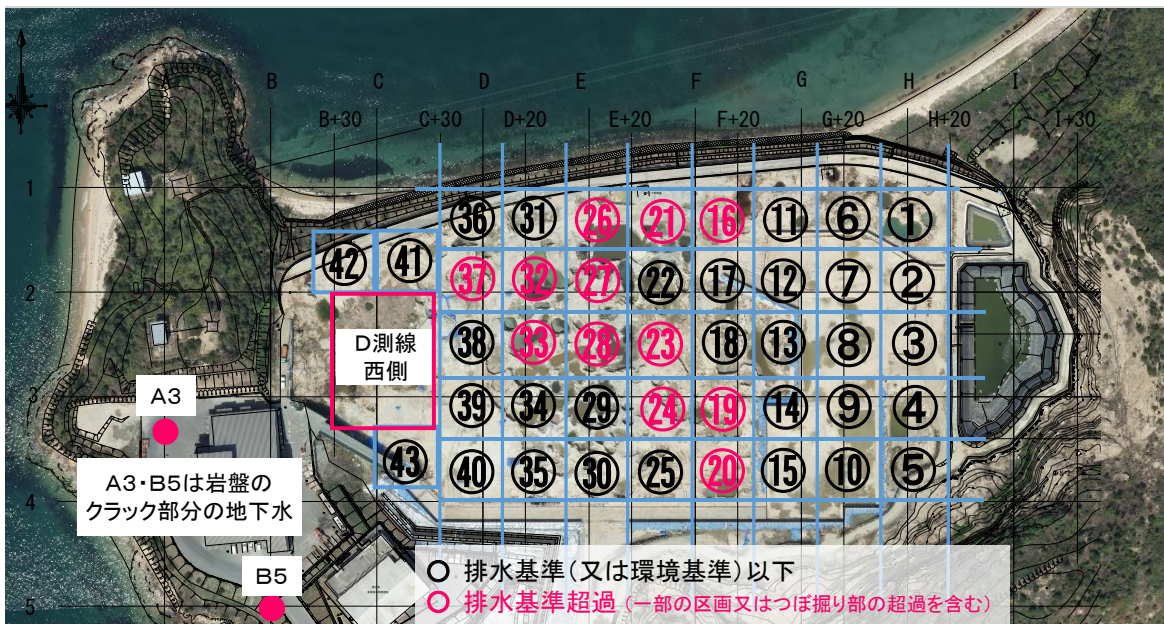 B C D E F G H I
B+30 C+30 D+20 E+20 F+20 G+20 H+20 I+30
1
36 31 26 21 16 11 6 1
42 41 37 32 27 22 17 12 7 2
2
D測線
西側
38 33 28 23 18 13 8 3
A3
3
39 34 29 24 19 14 9 4
43 40 35 30 25 20 15 10 5
A3・B5は岩盤の
クラック部分の地下水
4
B5
5
○ 排水基準(又は環境基準)以下
○ 排水基準超過 (一部の区画又はつぼ掘り部の超過を含む)